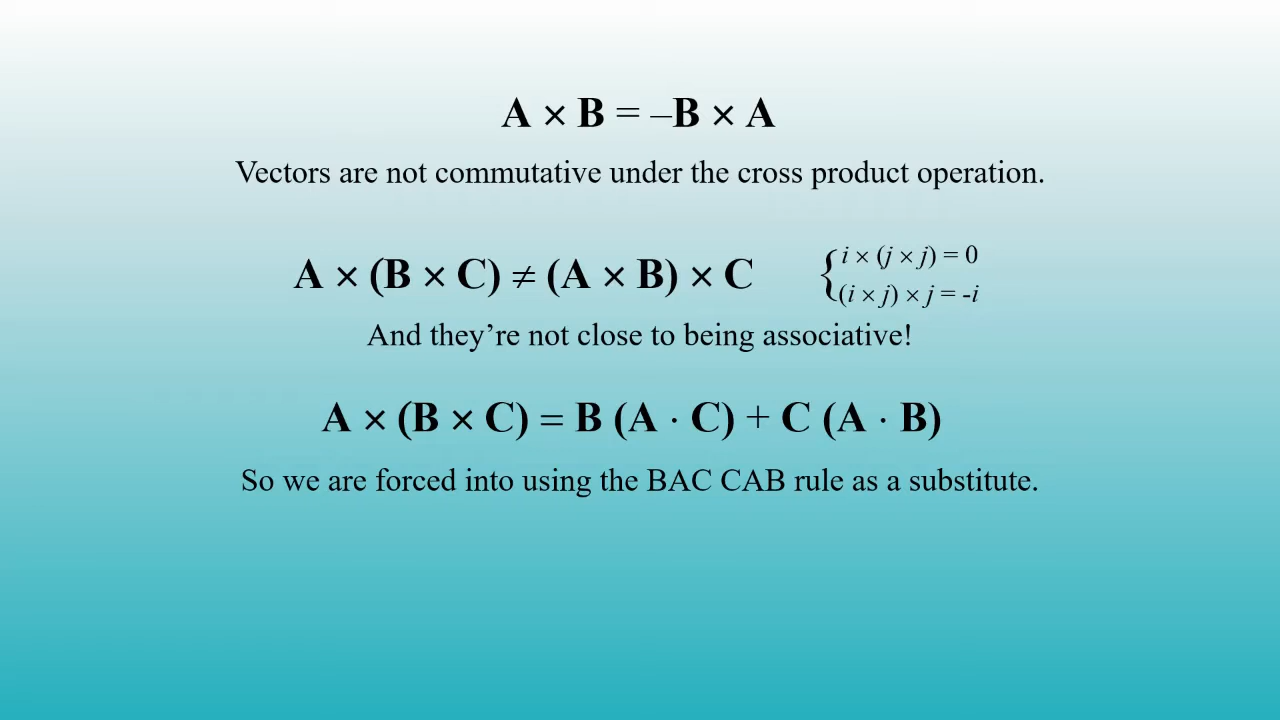 A × B = –B × A
Vectors are not commutative under the cross product operation.
A × (B × C) ≠ (A × B) × C
{ i × (j × j) = 0
(i × j) × j = -i
And they’re not close to being associative!
A × (B × C) = B (A · C) + C (A · B)
So we are forced into using the BAC CAB rule as a substitute.